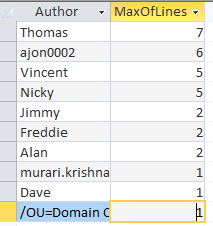 Author MaxOfLines
Thomas 7
ajon0002 6
Vincent 5
Nicky 5
Jimmy 2
Freddie 2
Alan 2
murari.krishna 1
Dave 1
/OU=Domain C 1